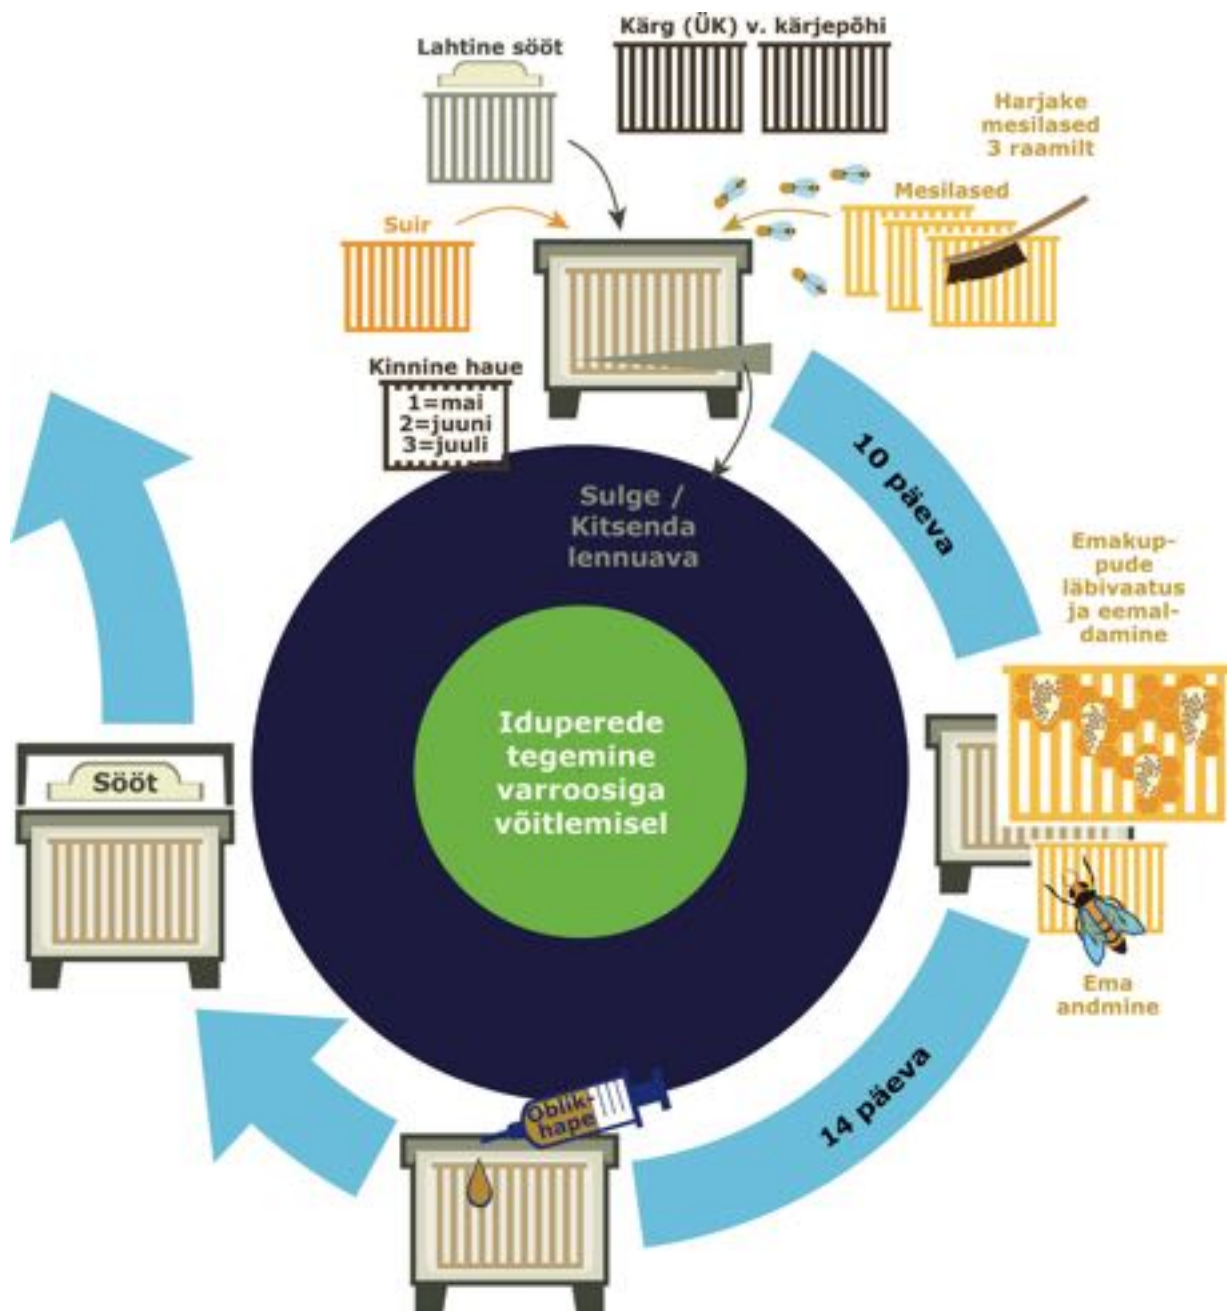 Kärg (ÜK) v. kärjepõhi
Lahtine sööt
Harjake
mesilased
3 raamilt
Mesilased
Suir
Kinnine haue
1=mai
2=juuni
3=juuli
Sulge /
Kitsenda
lennuava
10 päeva
Emakup-
pude
läbivaatus
ja eemal-
damine
Iduperede
tegemine
varroosiga
võitlemisel
Sööt
Ema
andmine
14 päeva
Oblik-
hape